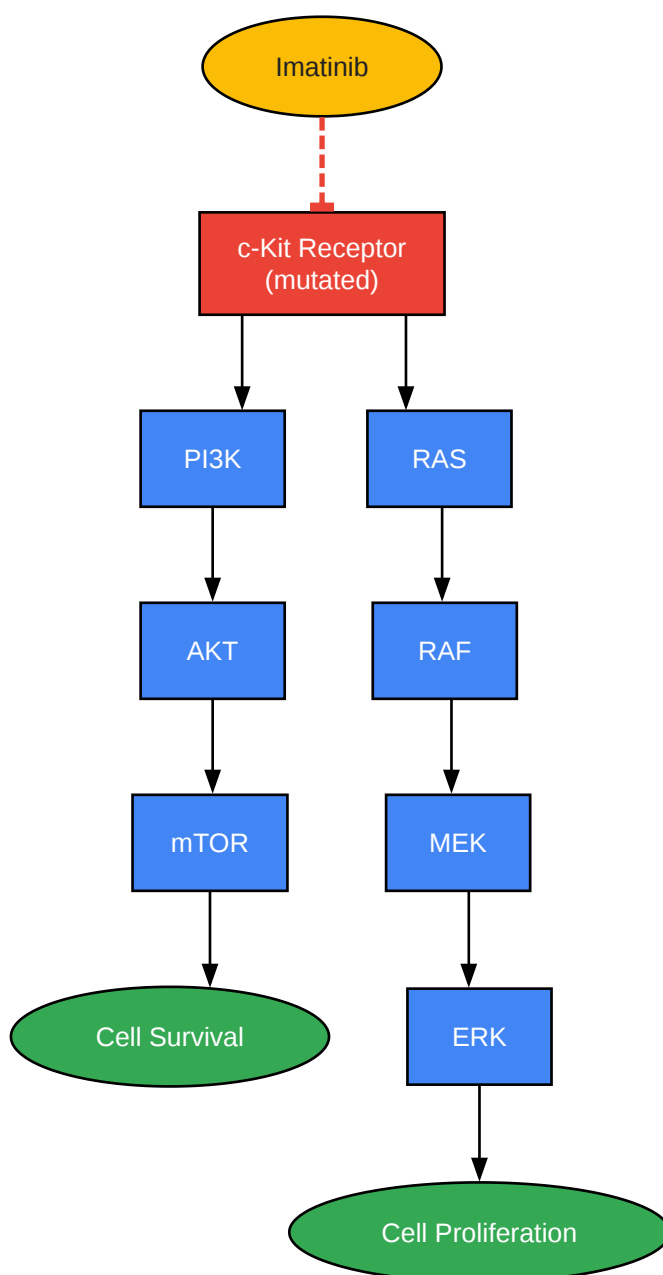 Imatinib
c-Kit Receptor
(mutated)
PI3K
RAS
AKT
RAF
mTOR
MEK
Cell Survival
ERK
Cell Proliferation